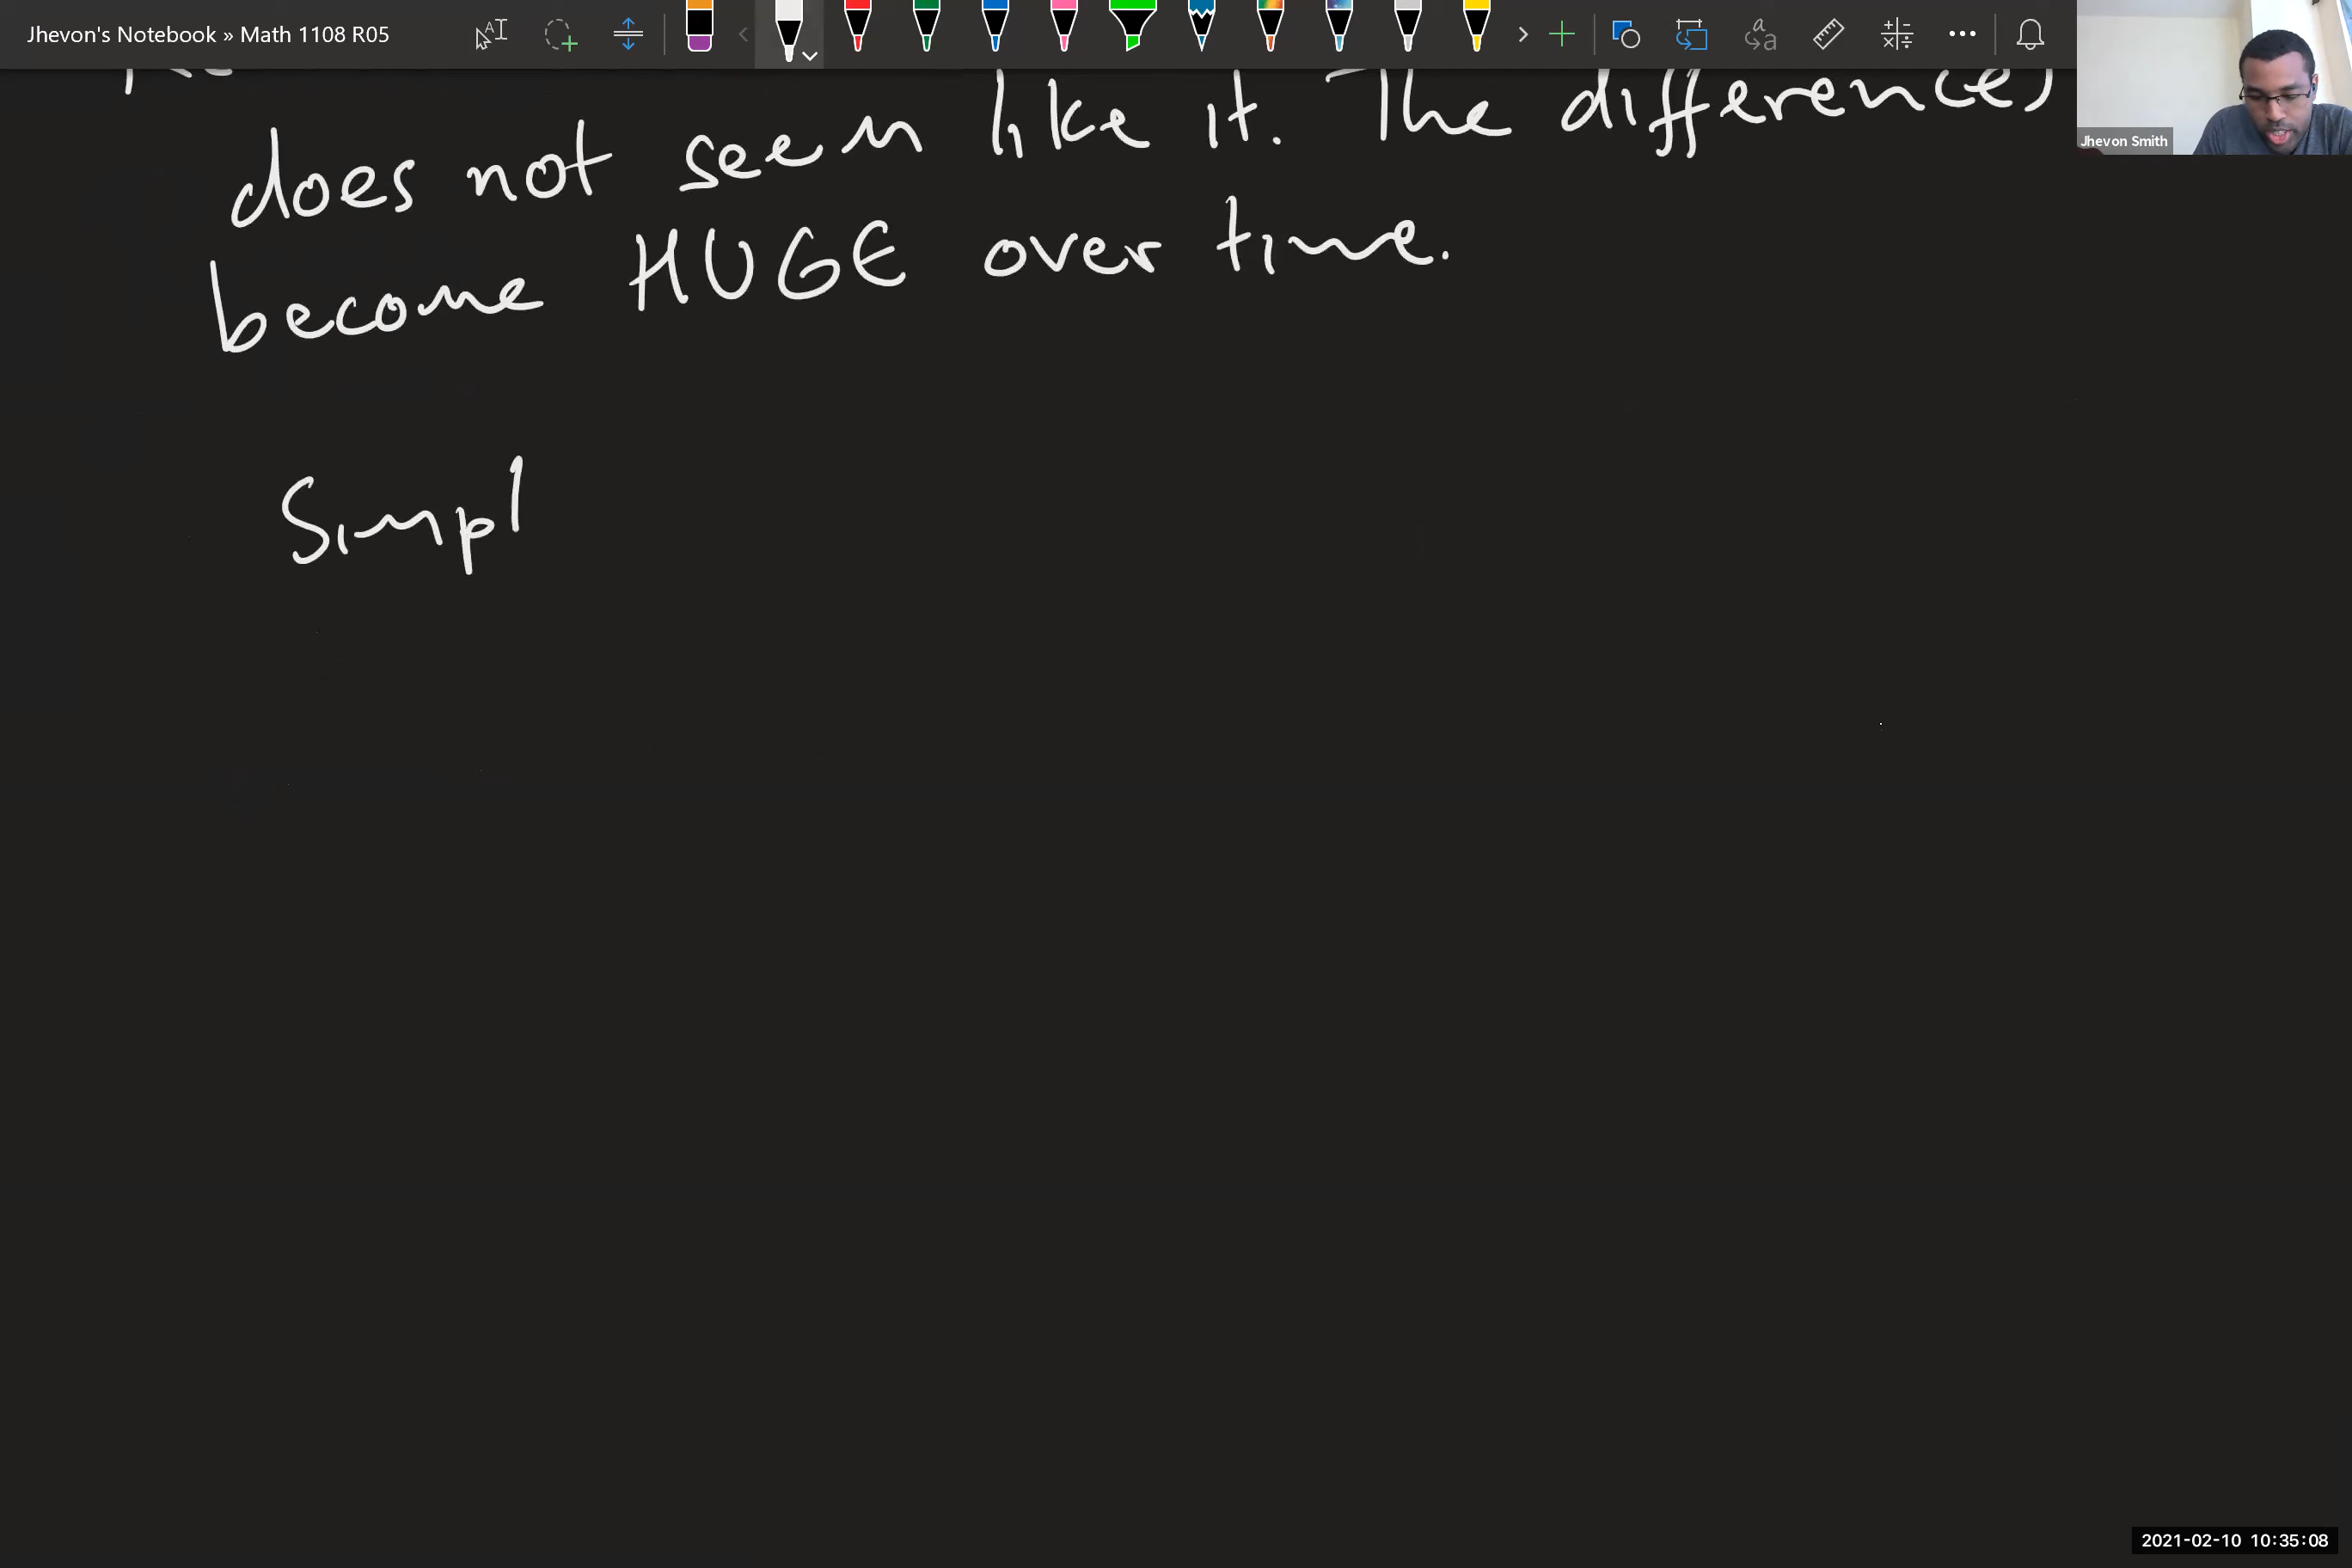 Jhevon's Notebook » Math 1108 R05
Jhevon Smith
does not seem like it. The differences
become HUGE over time.
Simpl
2021-02-10 10:35:08